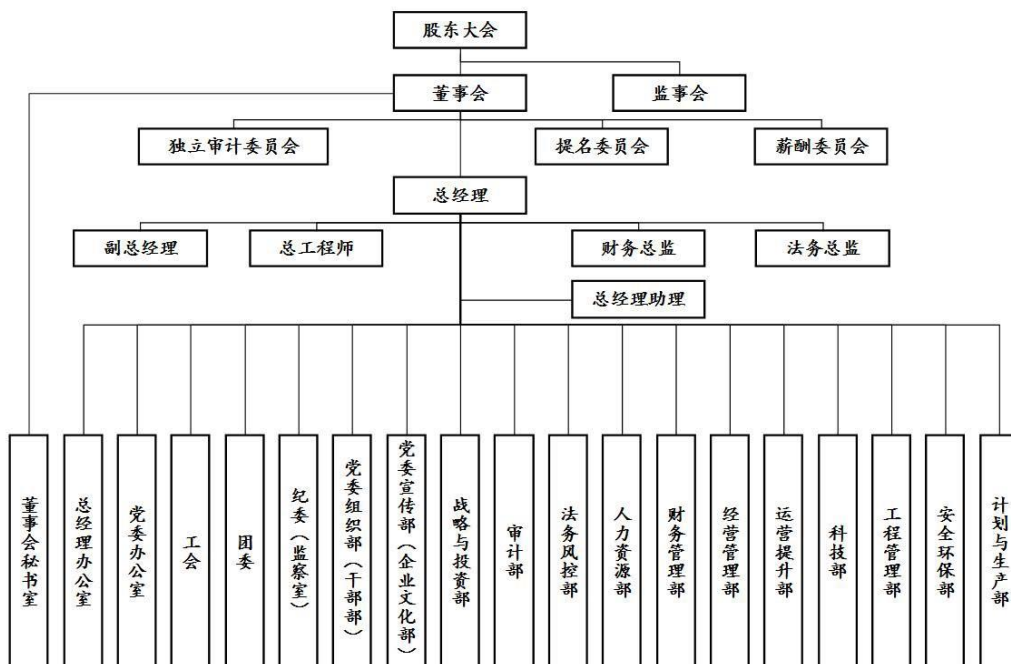 股东大会
董事会
监事会
独立审计委员会
提名委员会
薪酬委员会
总经理
副总经理
总工程师
财务总监
法务总监
总经理助理
董事会秘书室
总经理办公室
党委办公室
工会
团委
纪委（监察室）
党委组织部（干部部）
党委宣传部（企业文化部）
战略与投资部
审计部
法务风控部
人力资源部
财务管理部
经营管理部
运营提升部
科技部
工程管理部
安全环保部
计划与生产部